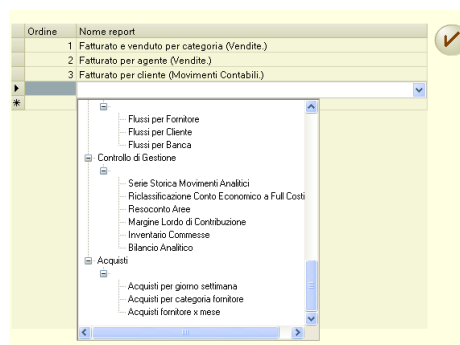 Ordine Nome report
1 Fatturato e venduto per categoria (Vendite.)
2 Fatturato per agente (Vendite.)
3 Fatturato per cliente (Movimenti Contabili.)
Flussi per Fornitore
Flussi per Cliente
Flussi per Banca
Controllo di Gestione
Serie Storica Movimenti Analitici
Riclassificazione Conto Economico a Full Costi
Resoconto Aree
Margine Lordo di Contribuzione
Inventario Commesse
Bilancio Analitico
Acquisti
Acquisti per giorno settimana
Acquisti per categoria fornitore
Acquisti fornitore x mese